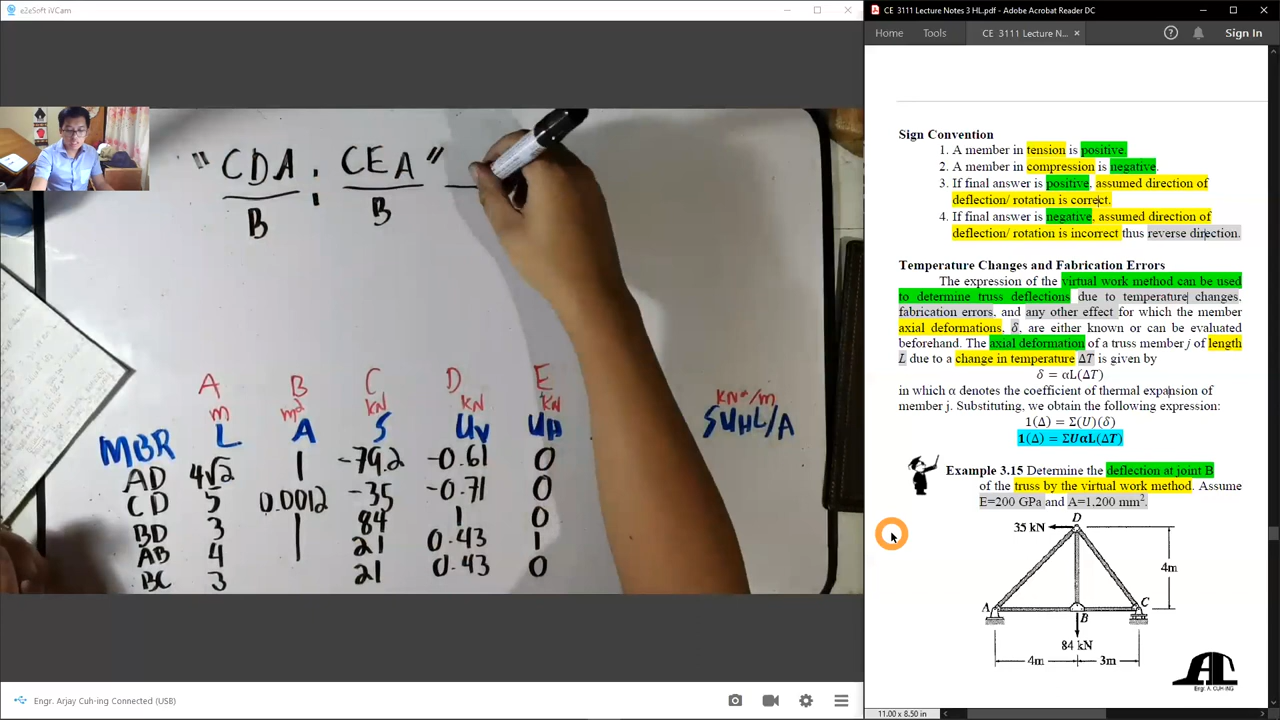 e2eSoft iVCam
"CDA : CEA"
B B
A B C D E
m m² kN kN kN kN²/m
MBR L A S Uv UH SUHL/A
AD 4√2 1 -79.2 -0.61 0
CD 5 0.0012 -35 -0.71 0
BD 3 | 84 1 0
AB 4 | 21 0.43 1
BC 3 21 0.43 0
Engr. Arjay Cuh-ing Connected (USB)
CE 3111 Lecture Notes 3 HL.pdf - Adobe Acrobat Reader DC
Home Tools CE 3111 Lecture N... × Sign In
Sign Convention
1. A member in tension is positive.
2. A member in compression is negative.
3. If final answer is positive, assumed direction of
deflection/ rotation is correct.
4. If final answer is negative, assumed direction of
deflection/ rotation is incorrect thus reverse direction.
Temperature Changes and Fabrication Errors
The expression of the virtual work method can be used
to determine truss deflections due to temperature changes,
fabrication errors, and any other effect for which the member
axial deformations, δ, are either known or can be evaluated
beforehand. The axial deformation of a truss member j of length
L due to a change in temperature ΔT is given by
δ = αL(ΔT)
in which α denotes the coefficient of thermal expansion of
member j. Substituting, we obtain the following expression:
1(Δ) = Σ(U)(δ)
1(Δ) = ΣUαL(ΔT)
Example 3.15 Determine the deflection at joint B
of the truss by the virtual work method. Assume
E=200 GPa and A=1,200 mm².
35 kN D
4m
A B C
84 kN
4m 3m
Engr. A. CUH-ING
11.00 x 8.50 in